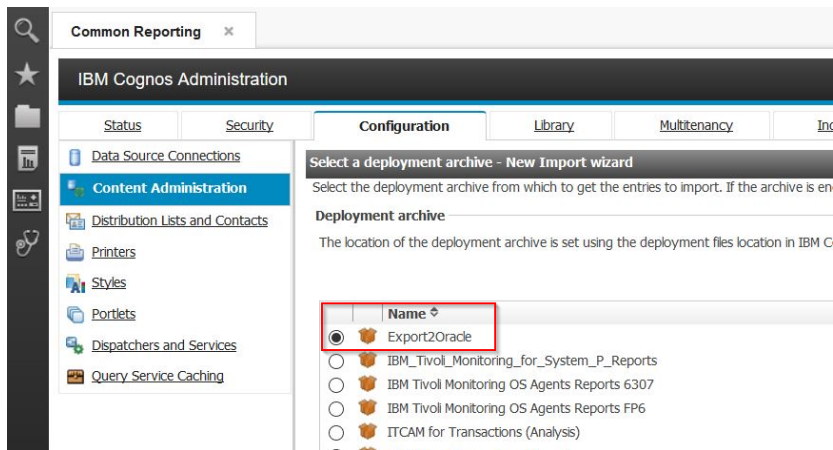 Common Reporting ×
IBM Cognos Administration
Status Security Configuration Library Multitenancy
Data Source Connections
Content Administration
Distribution Lists and Contacts
Printers
Styles
Portlets
Dispatchers and Services
Query Service Caching
Select a deployment archive - New Import wizard
Select the deployment archive from which to get the entries to import. If the archive is en
Deployment archive
The location of the deployment archive is set using the deployment files location in IBM C
Name
Export2Oracle
IBM_Tivoli_Monitoring_for_System_P_Reports
IBM Tivoli Monitoring OS Agents Reports 6307
IBM Tivoli Monitoring OS Agents Reports FP6
ITCAM for Transactions (Analysis)